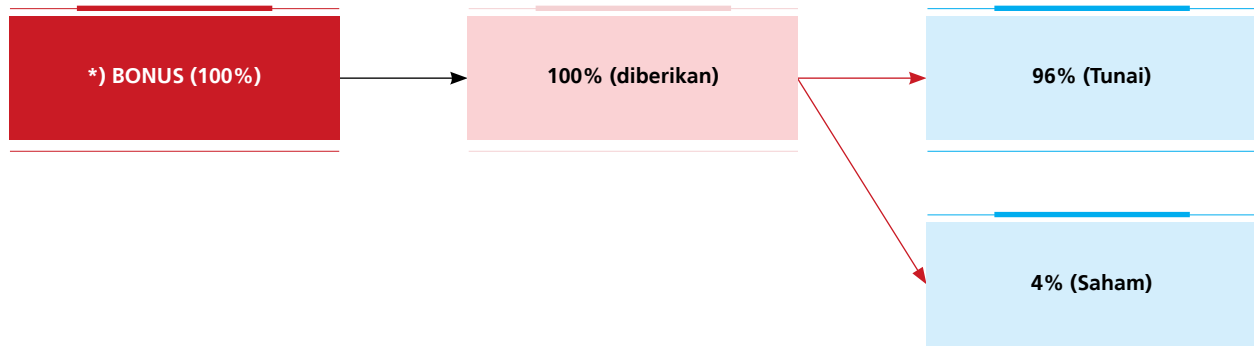 *) BONUS (100%)
100% (diberikan)
96% (Tunai)
4% (Saham)